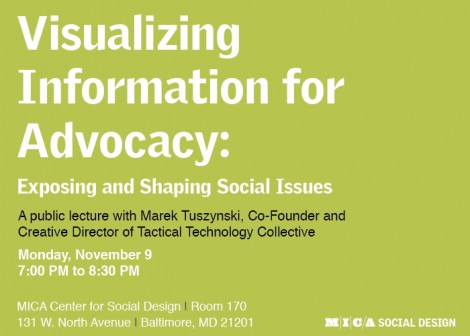 Visualizing
Information for
Advocacy:
Exposing and Shaping Social Issues
A public lecture with Marek Tuszynski, Co-Founder and
Creative Director of Tactical Technology Collective
Monday, November 9
7:00 PM to 8:30 PM
MICA Center for Social Design | Room 170
131 W. North Avenue | Baltimore, MD 21201
MICA SOCIAL DESIGN